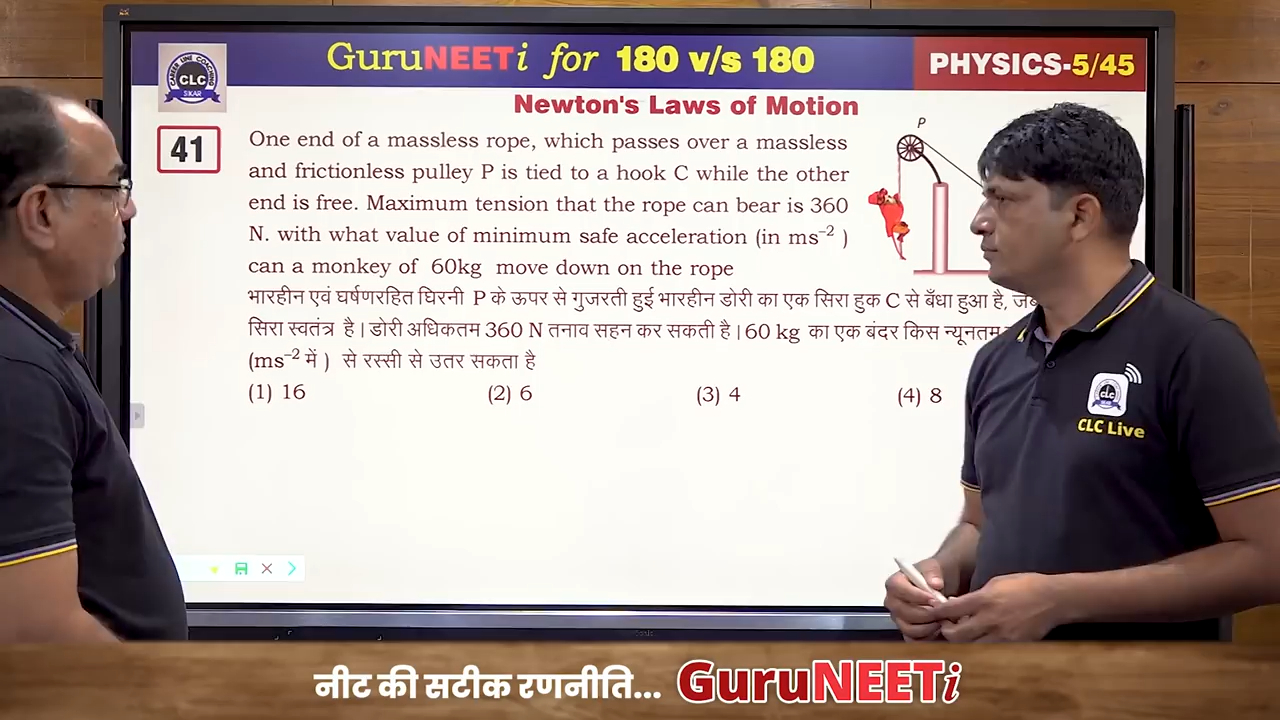 GuruNEETi for 180 v/s 180
PHYSICS-5/45
CAREER LINE COACHING
CLC
SIKAR
Newton's Laws of Motion
41
One end of a massless rope, which passes over a massless
and frictionless pulley P is tied to a hook C while the other
end is free. Maximum tension that the rope can bear is 360
N. with what value of minimum safe acceleration (in ms⁻² )
can a monkey of 60kg move down on the rope
P
भारहीन एवं घर्षणरहित घिरनी P के ऊपर से गुजरती हुई भारहीन डोरी का एक सिरा हुक C से बँधा हुआ है,
सिरा स्वतंत्र है। डोरी अधिकतम 360 N तनाव सहन कर सकती है। 60 kg का एक बंदर किस न्यूनतम
(ms⁻² में ) से रस्सी से उतर सकता है
(1) 16 (2) 6 (3) 4 (4) 8
CLC
CLC Live
नीट की सटीक रणनीति... GuruNEETi